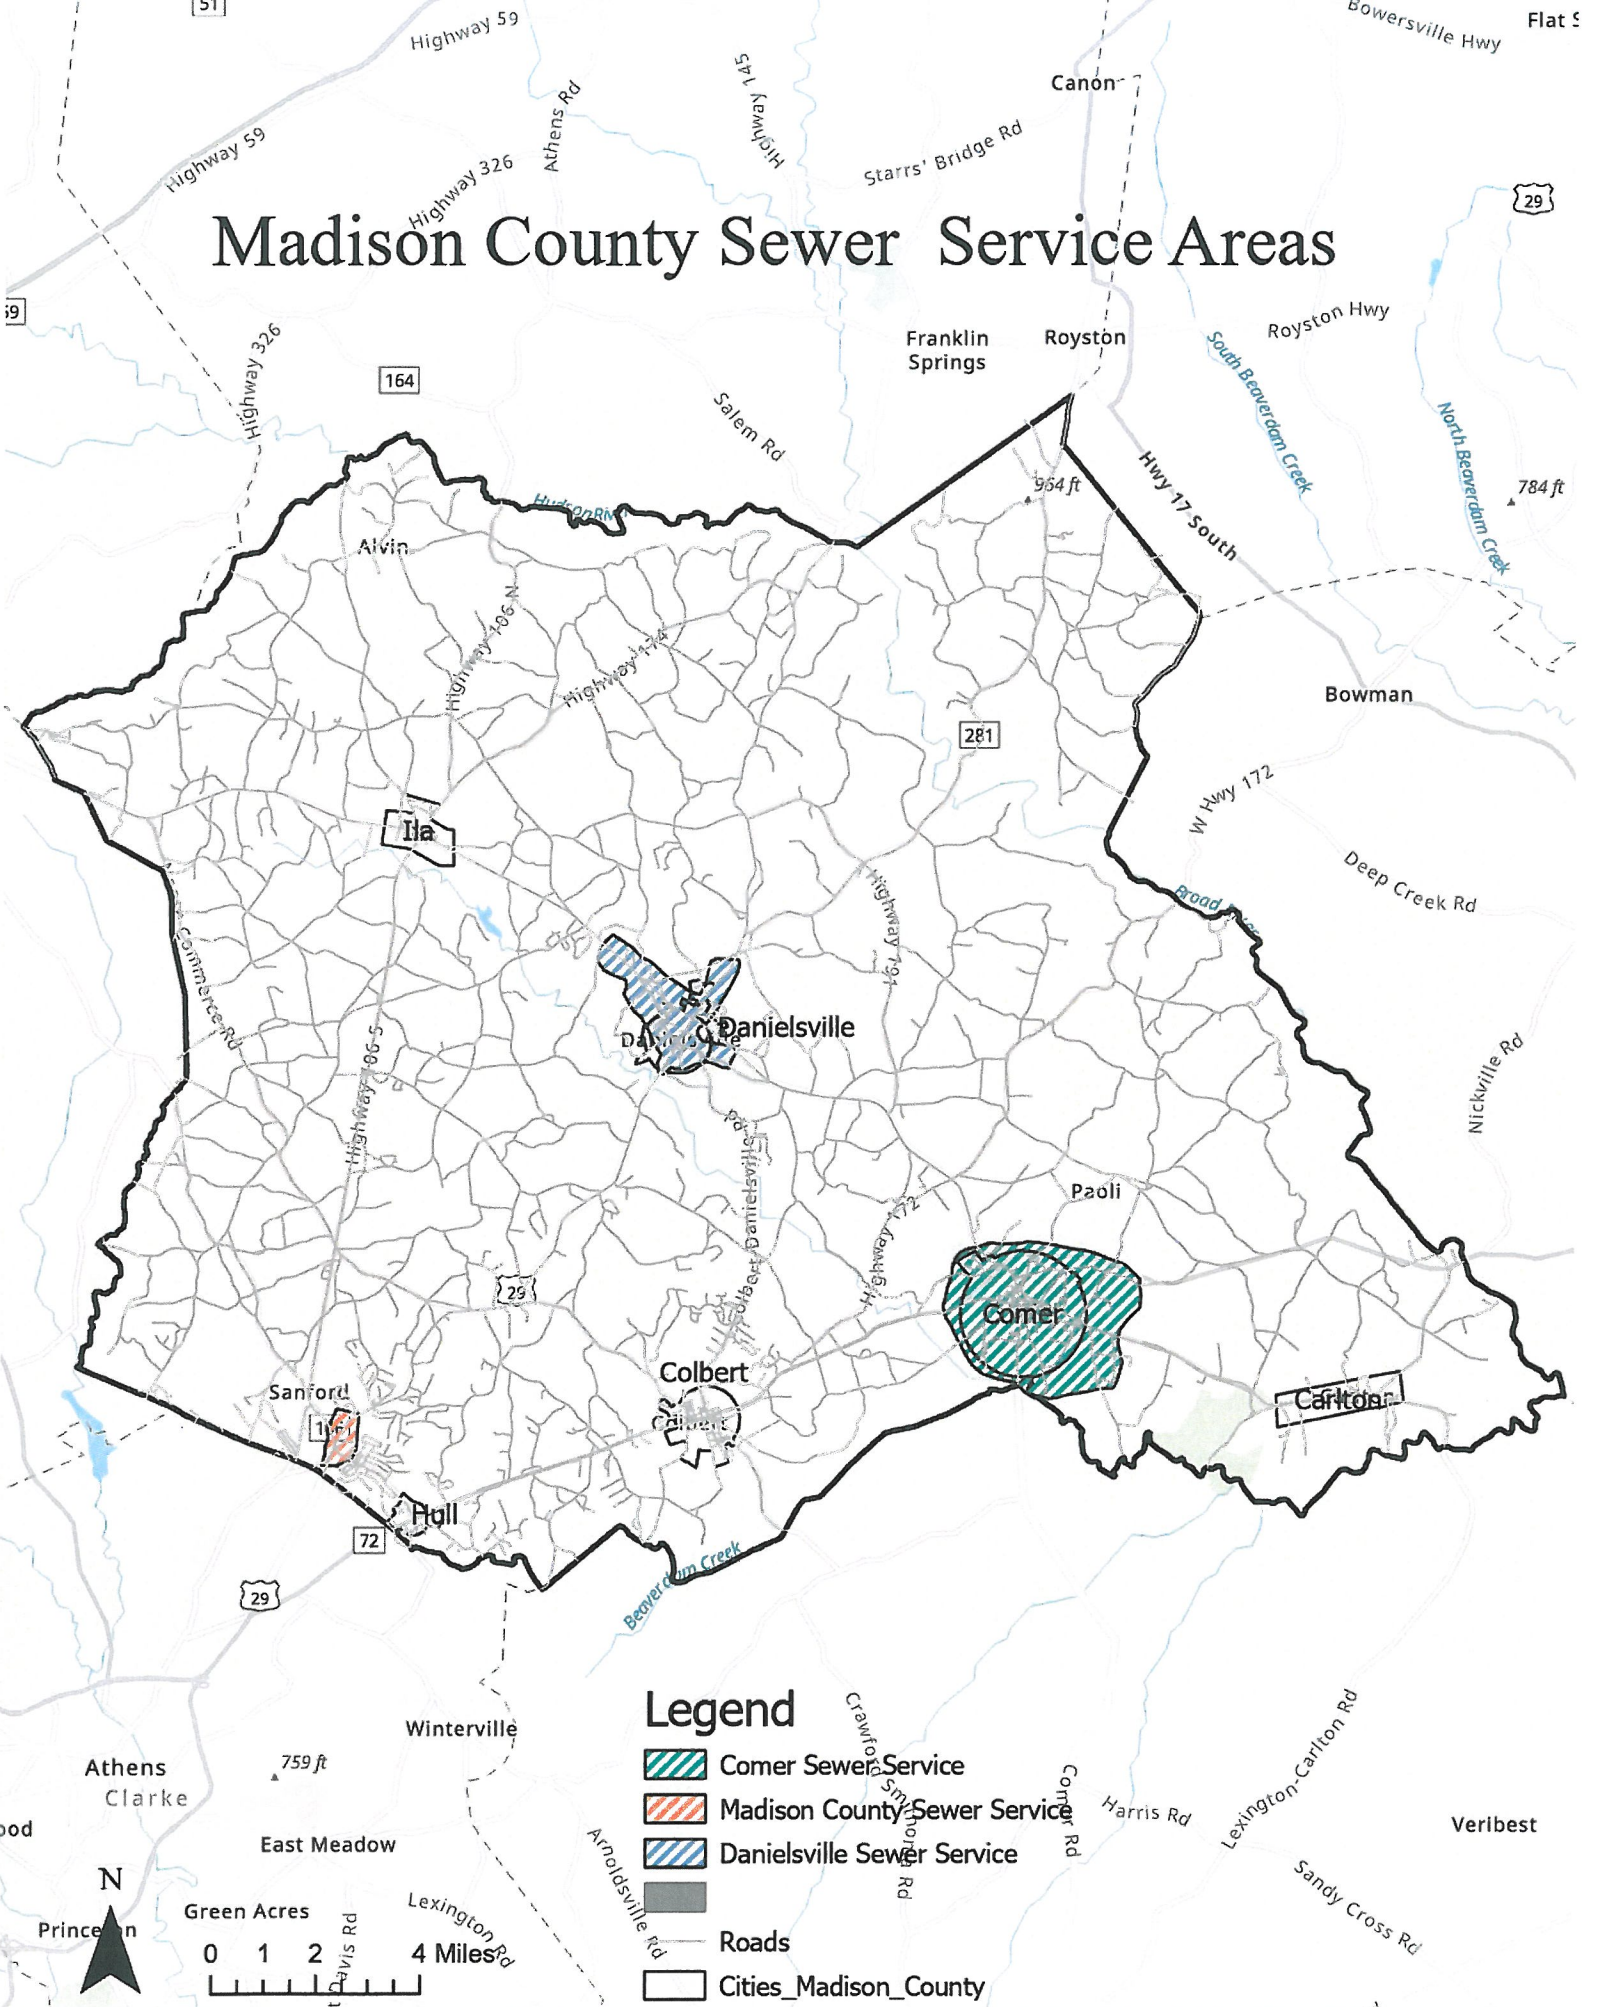 51
Highway 59
Bowersville Hwy
Canon
Highway 145
Athens Rd
Highway 59
Starrs' Bridge Rd
Highway 326
29
Madison County Sewer Service Areas
Royston Hwy
Franklin
Springs
Royston
Highway 326
South Beaverdam Creek
164
Salem Rd
North Beaverdam Creek
Hwy 17 South
964 ft
784 ft
Alvin
Highway 106 N
Highway 174
Bowman
281
W Hwy 172
Ila
Deep Creek Rd
Highway 191
Commerce Rd
Danielsville
Highway 106 S
Nickville Rd
Colbert Danielsville Rd
Paoli
Highway 172
29
Comer
Colbert
Sanford
Carlton
Hull
72
Beaverdam Creek
29
Legend
Winterville
Comer Sewer Service
Athens
759 ft
Clarke
Madison County Sewer Service
Crawford Smithonia Rd
Comer Rd
Harris Rd
Lexington-Carlton Rd
Veribest
East Meadow
Danielsville Sewer Service
Arnoldsville Rd
Sandy Cross Rd
N
Green Acres
Lexington Rd
0 1 2 4 Miles
Roads
Cities_Madison_County